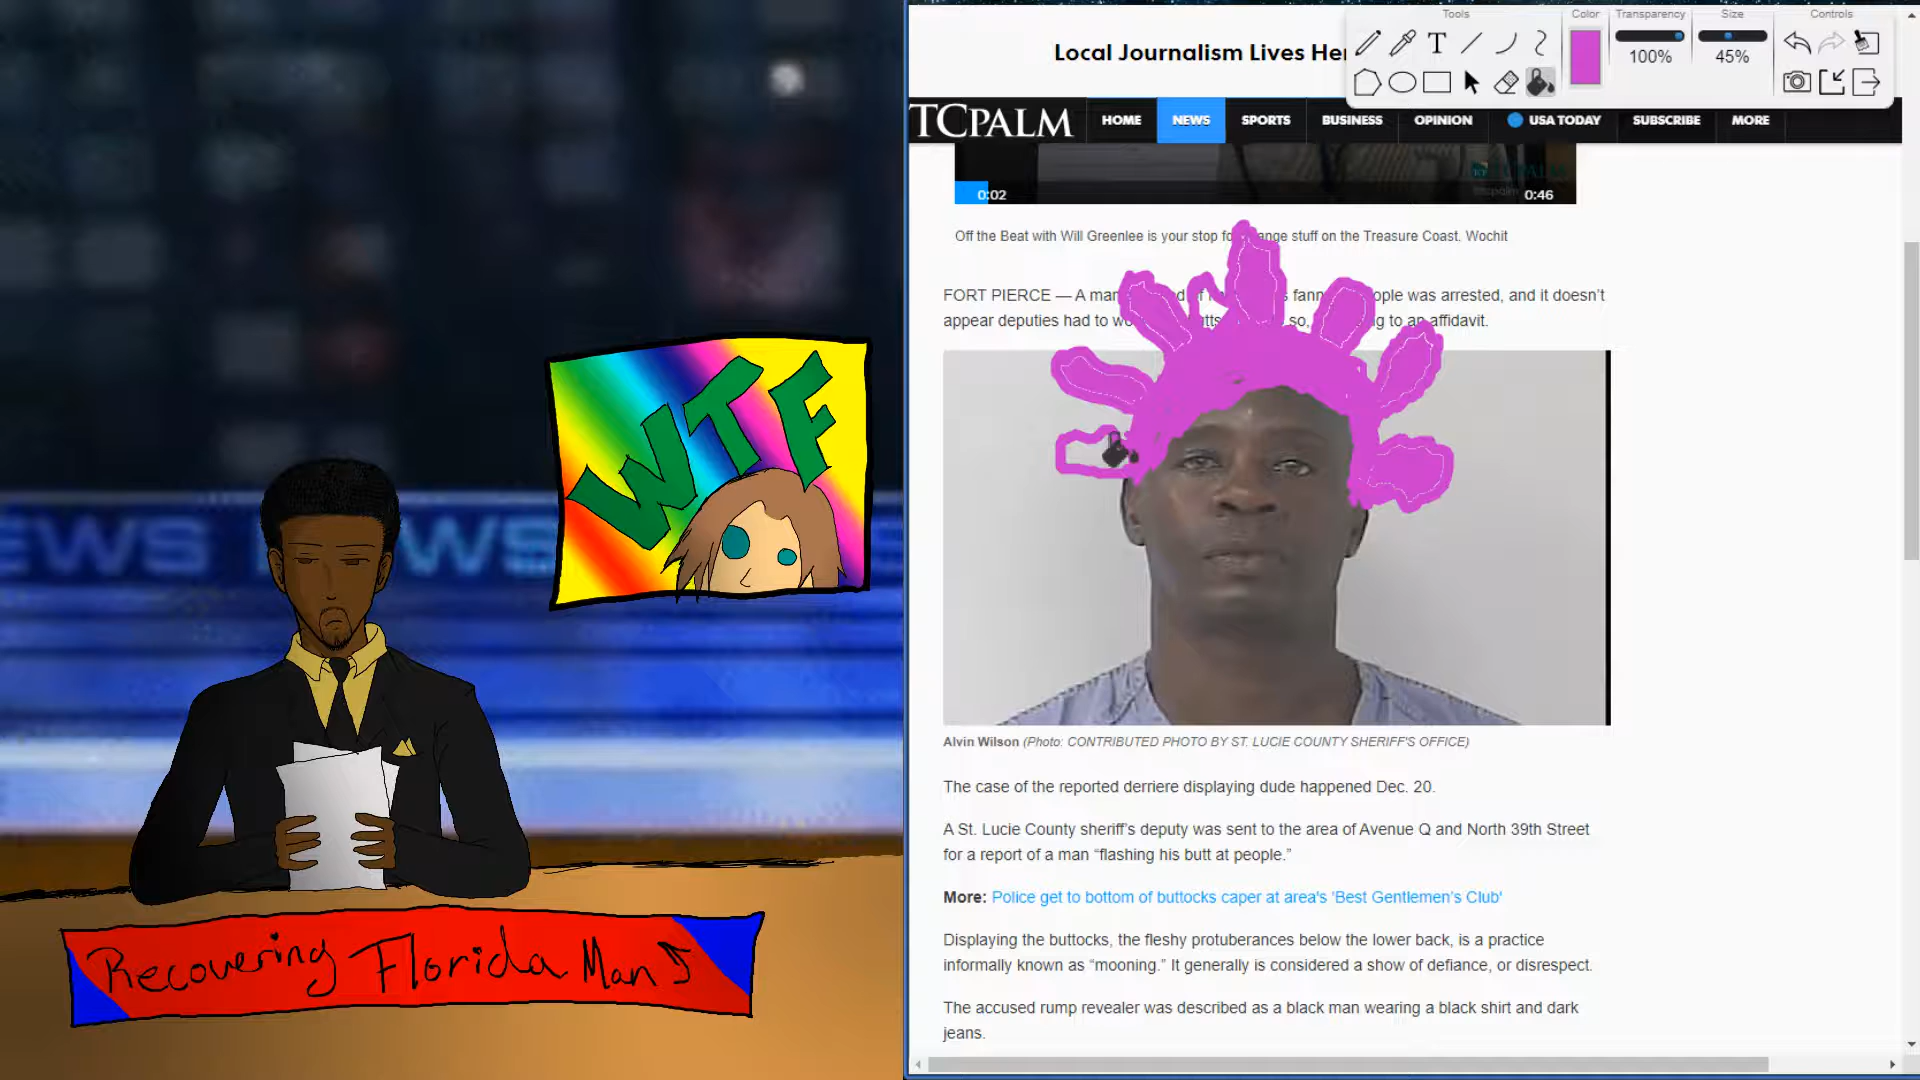 EWS NEWS
WTF
Recovering Florida Man
Local Journalism Lives He
Tools
Color
Transparency
Size
Controls
100%
45%
TCPALM
HOME
NEWS
SPORTS
BUSINESS
OPINION
USA TODAY
SUBSCRIBE
MORE
0:02
0:46
Off the Beat with Will Greenlee is your stop for strange stuff on the Treasure Coast. Wochit
FORT PIERCE — A man fann ople was arrested, and it doesn't
appear deputies had to wo so, g to an affidavit.
Alvin Wilson (Photo: CONTRIBUTED PHOTO BY ST. LUCIE COUNTY SHERIFF'S OFFICE)
The case of the reported derriere displaying dude happened Dec. 20.
A St. Lucie County sheriff's deputy was sent to the area of Avenue Q and North 39th Street
for a report of a man “flashing his butt at people.”
More: Police get to bottom of buttocks caper at area's 'Best Gentlemen's Club'
Displaying the buttocks, the fleshy protuberances below the lower back, is a practice
informally known as “mooning.” It generally is considered a show of defiance, or disrespect.
The accused rump revealer was described as a black man wearing a black shirt and dark
jeans.